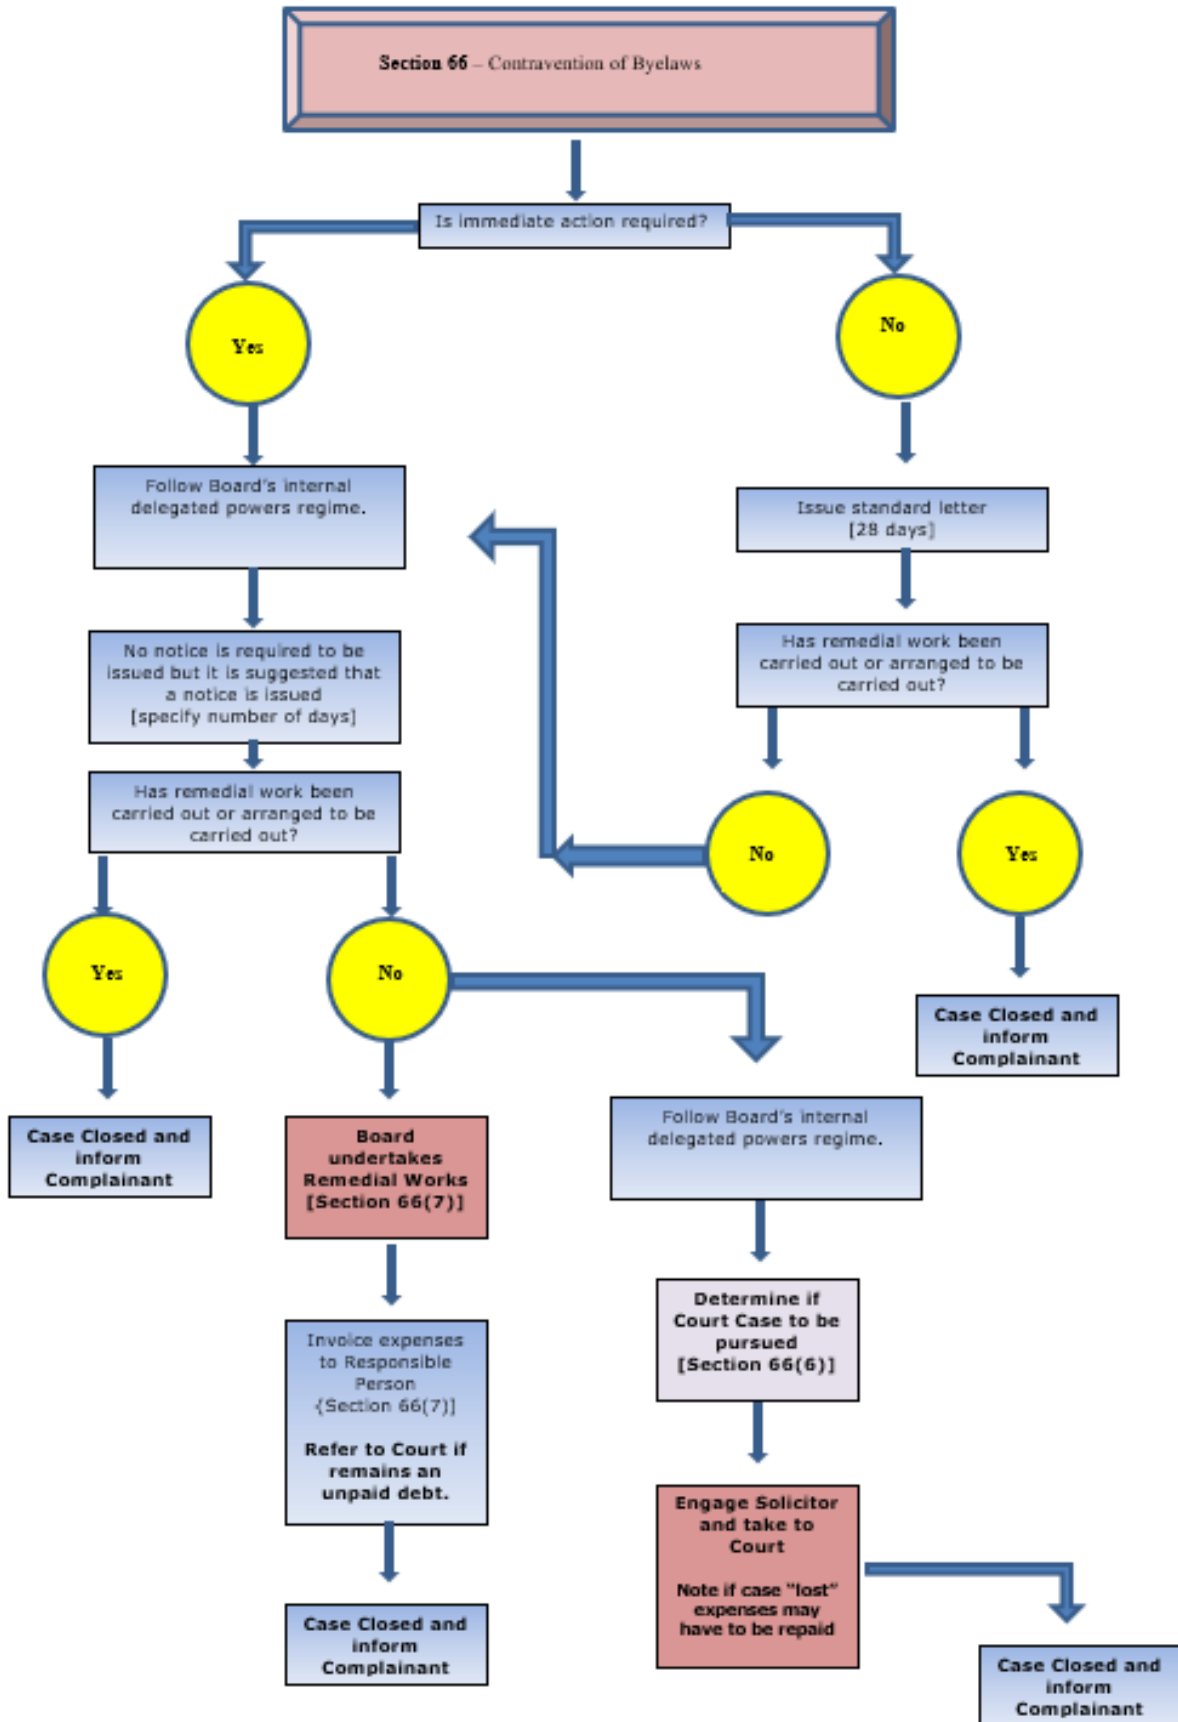 Section 66 – Contravention of Byelaws
Is immediate action required?
Yes
No
Follow Board's internal
delegated powers regime.
Issue standard letter
[28 days]
No notice is required to be
issued but it is suggested that
a notice is issued
[specify number of days]
Has remedial work been
carried out or arranged to be
carried out?
Has remedial work been
carried out or arranged to be
carried out?
No
Yes
Yes
No
Case Closed and
inform
Complainant
Case Closed and
inform
Complainant
Board
undertakes
Remedial Works
[Section 66(7)]
Follow Board's internal
delegated powers regime.
Invoice expenses
to Responsible
Person
{Section 66(7)]
Refer to Court if
remains an
unpaid debt.
Determine if
Court Case to be
pursued
[Section 66(6)]
Engage Solicitor
and take to
Court
Note if case "lost"
expenses may
have to be repaid
Case Closed and
inform
Complainant
Case Closed and
inform
Complainant